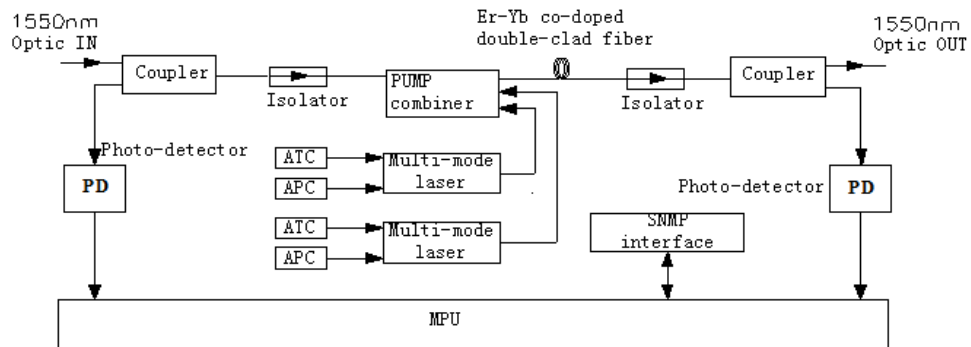 1550nm
Optic IN
Coupler
Isolator
PUMP
combiner
Er-Yb co-doped
double-clad fiber
Isolator
Coupler
1550nm
Optic OUT
Photo-detector
PD
ATC
APC
Multi-mode
laser
ATC
APC
Multi-mode
laser
SNMP
interface
Photo-detector
PD
MPU